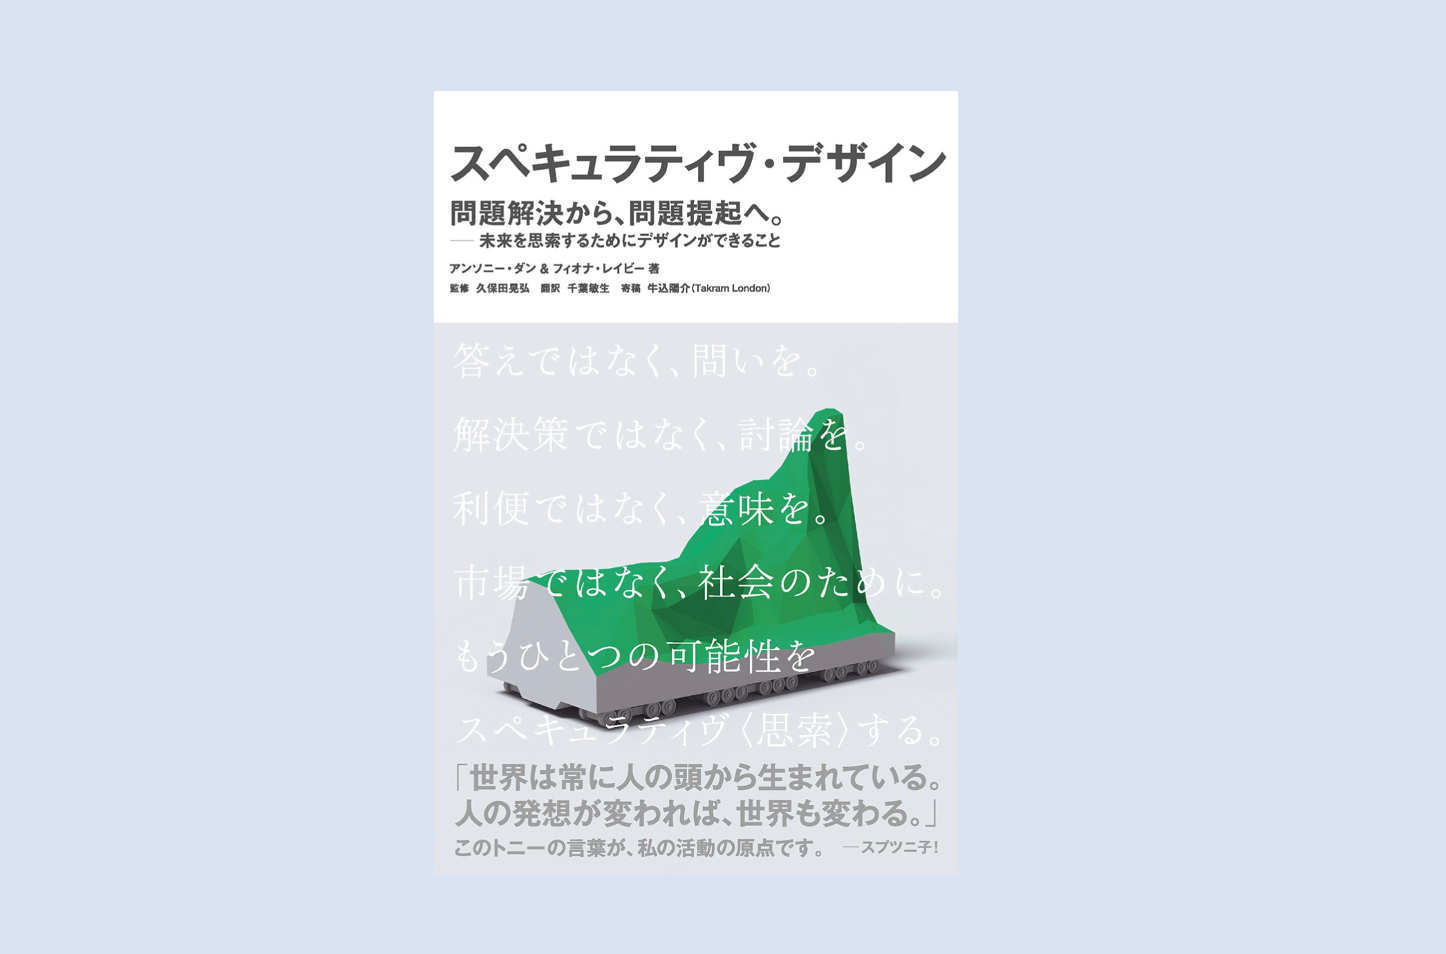 スペキュラティヴ・デザイン
問題解決から、問題提起へ。
── 未来を思索するためにデザインができること
アンソニー・ダン & フィオナ・レイビー 著
監修 久保田晃弘 翻訳 千葉敏生 寄稿 牛込陽介(Takram London)
答えではなく、問いを。
解決策ではなく、討論を。
利便ではなく、意味を。
市場ではなく、社会のために。
もうひとつの可能性を
スペキュラティヴ〈思索〉する。
「世界は常に人の頭から生まれている。
人の発想が変われば、世界も変わる。」
このトニーの言葉が、私の活動の原点です。 ─スプツニ子!